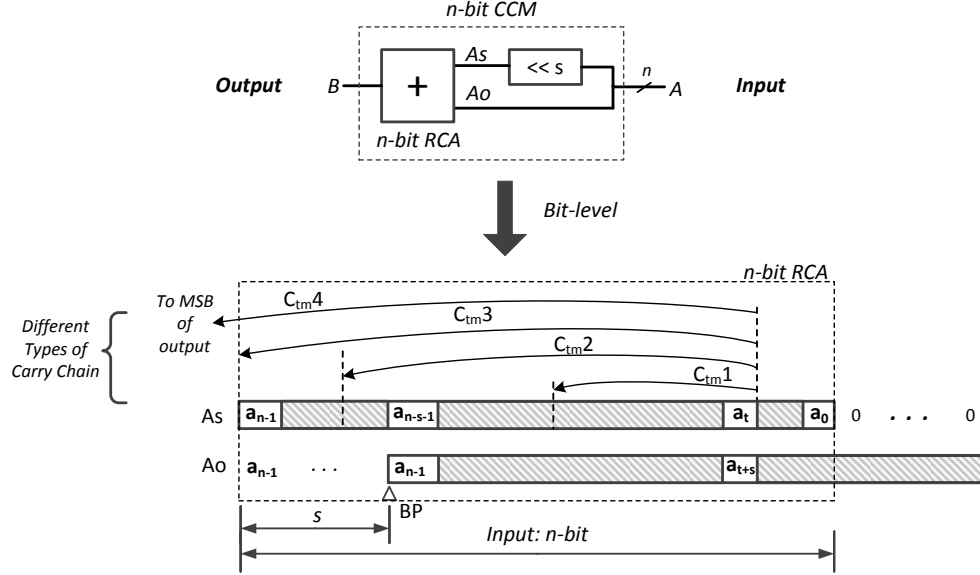 n-bit CCM
Output B + As << s Ao n A Input
n-bit RCA
Bit-level
n-bit RCA
Different Types of Carry Chain
To MSB of output
Ctm4
Ctm3
Ctm2
Ctm1
As an-1 an-s-1 at a0 0 . . . 0
Ao an-1 ... an-1 at+s
BP
s
Input: n-bit